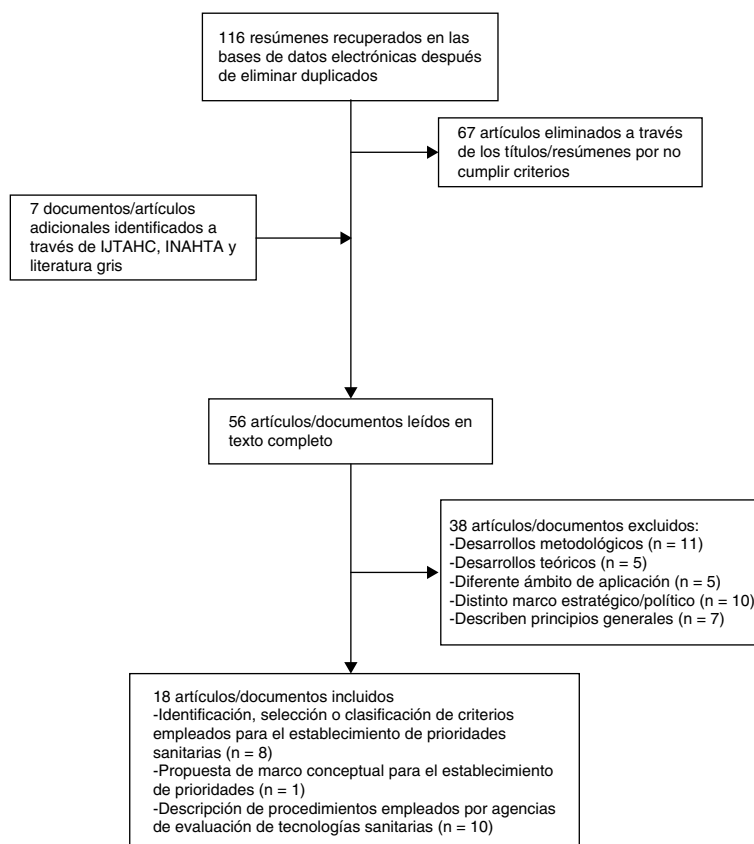 116 resúmenes recuperados en las
bases de datos electrónicas después
de eliminar duplicados
67 artículos eliminados a través
de los títulos/resúmenes por no
cumplir criterios
7 documentos/artículos
adicionales identificados a
través de IJTAHC, INAHTA y
literatura gris
56 artículos/documentos leídos en
texto completo
38 artículos/documentos excluidos:
-Desarrollos metodológicos (n = 11)
-Desarrollos teóricos (n = 5)
-Diferente ámbito de aplicación (n = 5)
-Distinto marco estratégico/político (n = 10)
-Describen principios generales (n = 7)
18 artículos/documentos incluidos
-Identificación, selección o clasificación de criterios
empleados para el establecimiento de prioridades
sanitarias (n = 8)
-Propuesta de marco conceptual para el establecimiento
de prioridades (n = 1)
-Descripción de procedimientos empleados por agencias
de evaluación de tecnologías sanitarias (n = 10)